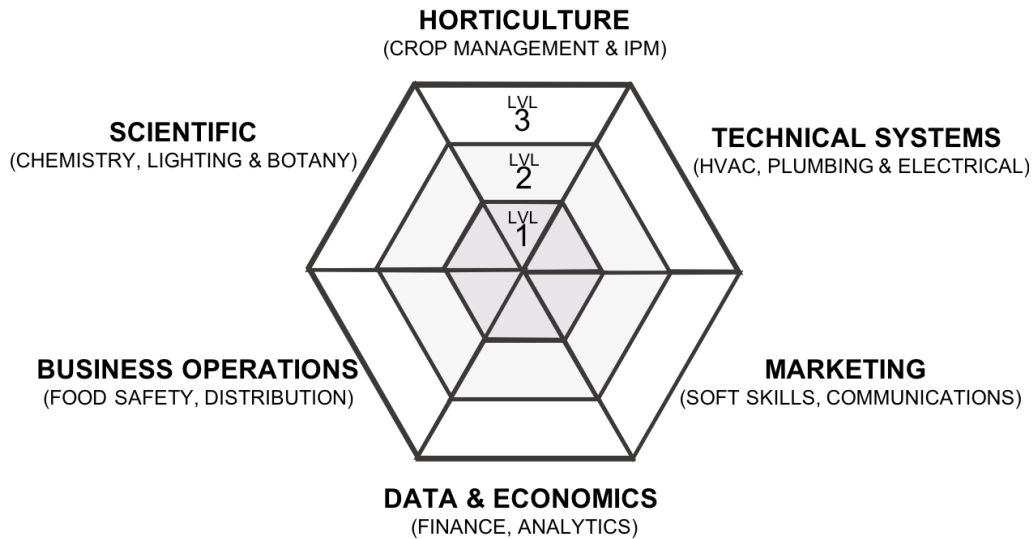 HORTICULTURE
(CROP MANAGEMENT & IPM)
LVL
3
SCIENTIFIC
(CHEMISTRY, LIGHTING & BOTANY)
TECHNICAL SYSTEMS
(HVAC, PLUMBING & ELECTRICAL)
LVL
2
LVL
1
BUSINESS OPERATIONS
(FOOD SAFETY, DISTRIBUTION)
MARKETING
(SOFT SKILLS, COMMUNICATIONS)
DATA & ECONOMICS
(FINANCE, ANALYTICS)